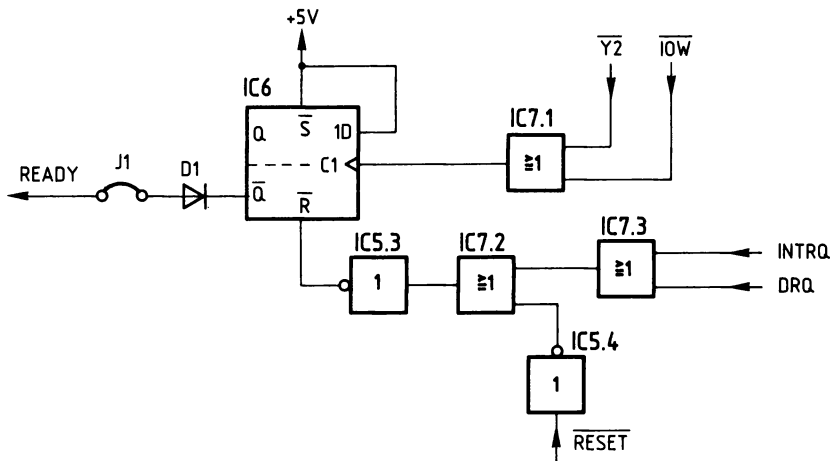 +5V
Y2
IOW
IC6
Q
S
1D
C1
Q
R
IC7.1
≥1
READY
J1
D1
IC5.3
1
IC7.2
≥1
IC7.3
≥1
INTRQ
DRQ
IC5.4
1
RESET